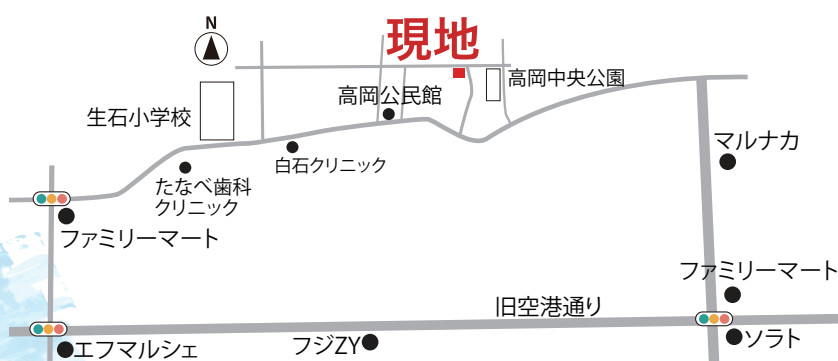 N
現地
高岡中央公園
高岡公民館
生石小学校
マルナカ
白石クリニック
たなべ歯科
クリニック
ファミリーマート
ファミリーマート
旧空港通り
ソラト
フジZY
エフマルシェ